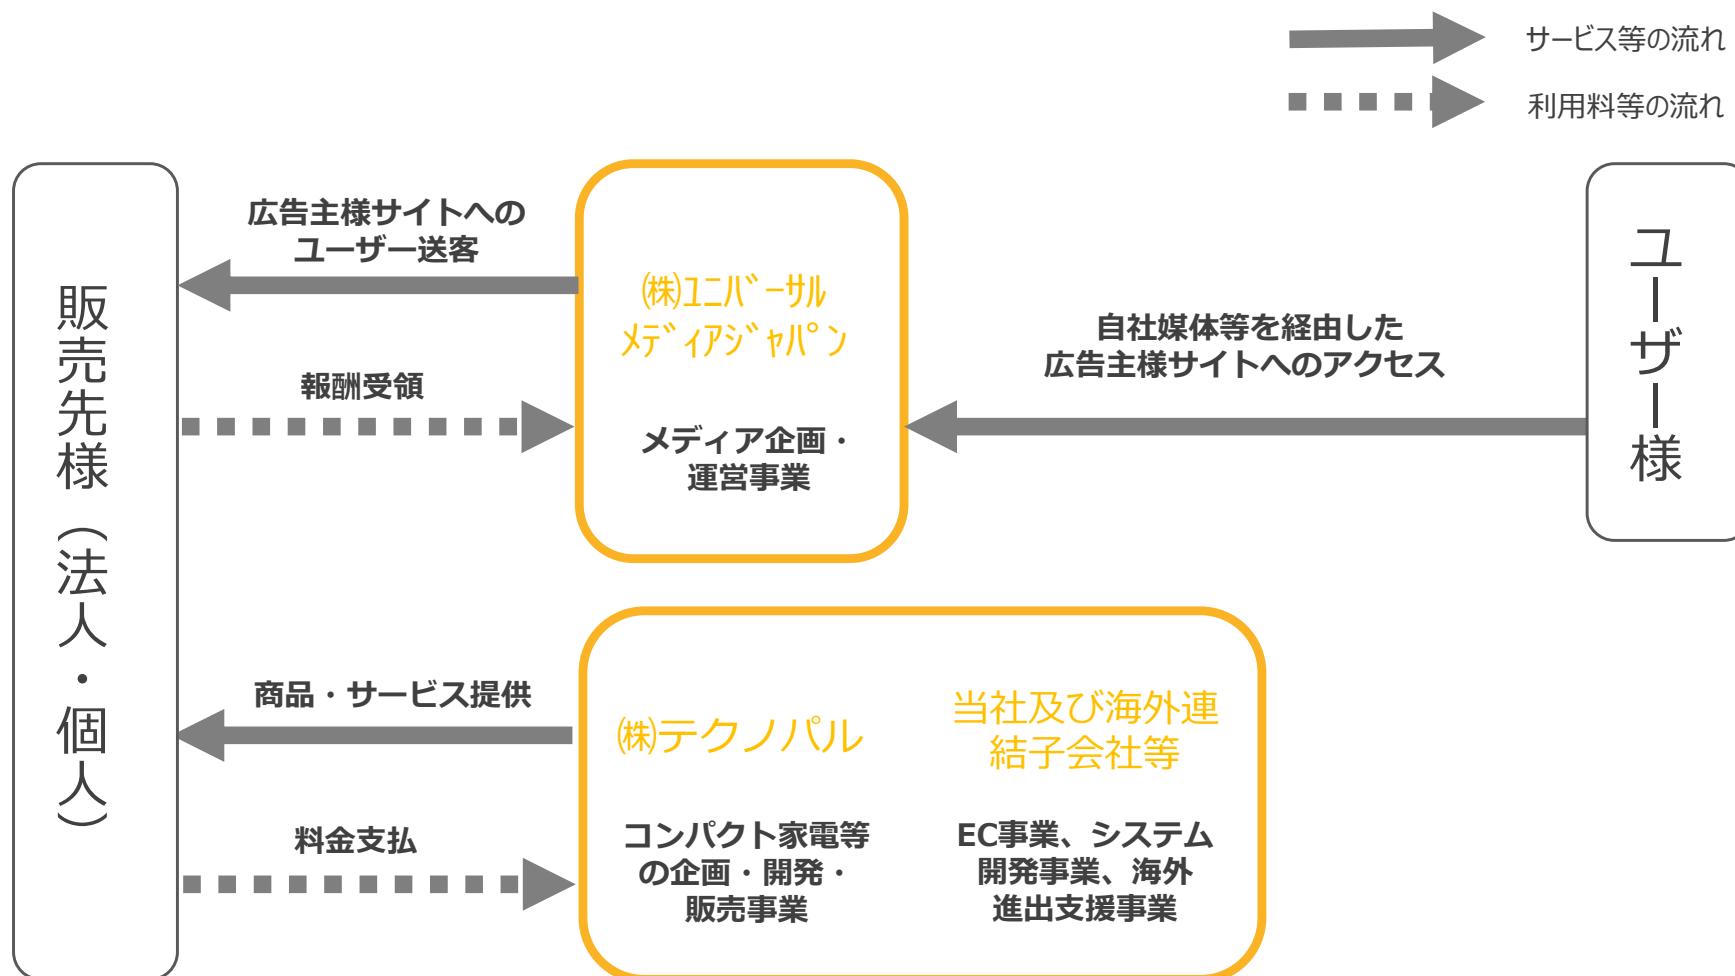 サービス等の流れ
利用料等の流れ
販売先様（法人・個人）
広告主様サイトへの
ユーザー送客
報酬受領
㈱ﾕﾆﾊﾞｰｻﾙ
ﾒﾃﾞｨｱｼﾞｬﾊﾟﾝ
メディア企画・
運営事業
自社媒体等を経由した
広告主様サイトへのアクセス
ユーザー様
商品・サービス提供
料金支払
㈱テクノパル
コンパクト家電等
の企画・開発・
販売事業
当社及び海外連
結子会社等
EC事業、システム
開発事業、海外
進出支援事業